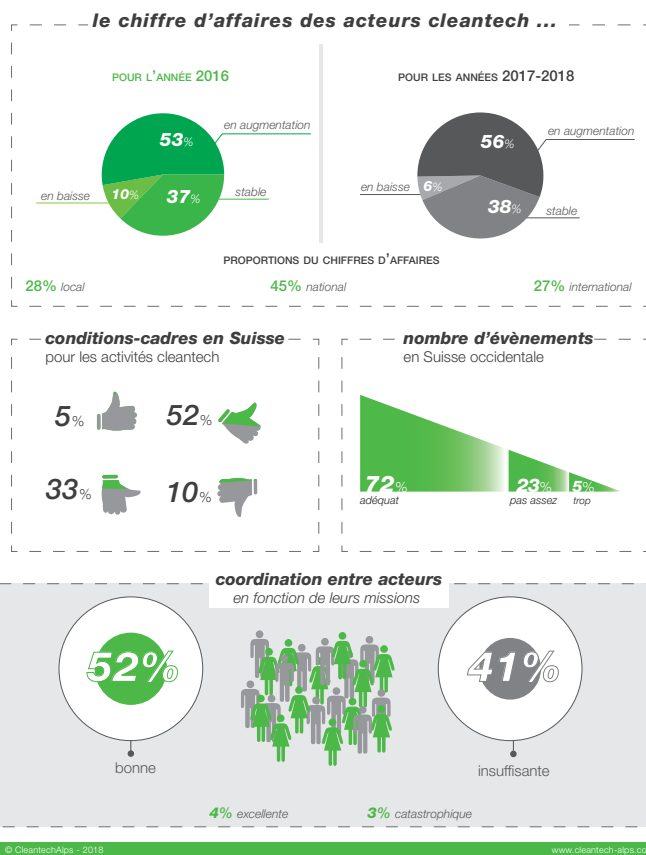 le chiffre d'affaires des acteurs cleantech ...
POUR L'ANNÉE 2016
POUR LES ANNÉES 2017-2018
en augmentation
53%
en baisse
10%
37%
stable
en augmentation
56%
en baisse
6%
38%
stable
PROPORTIONS DU CHIFFRES D'AFFAIRES
28% local
45% national
27% international
conditions-cadres en Suisse
pour les activités cleantech
5%
52%
33%
10%
nombre d'évènements
en Suisse occidentale
72%
adéquat
23%
pas assez
5%
trop
coordination entre acteurs
en fonction de leurs missions
52%
bonne
41%
insuffisante
4% excellente
3% catastrophique
© CleantechAlps - 2018
www.cleantech-alps.co